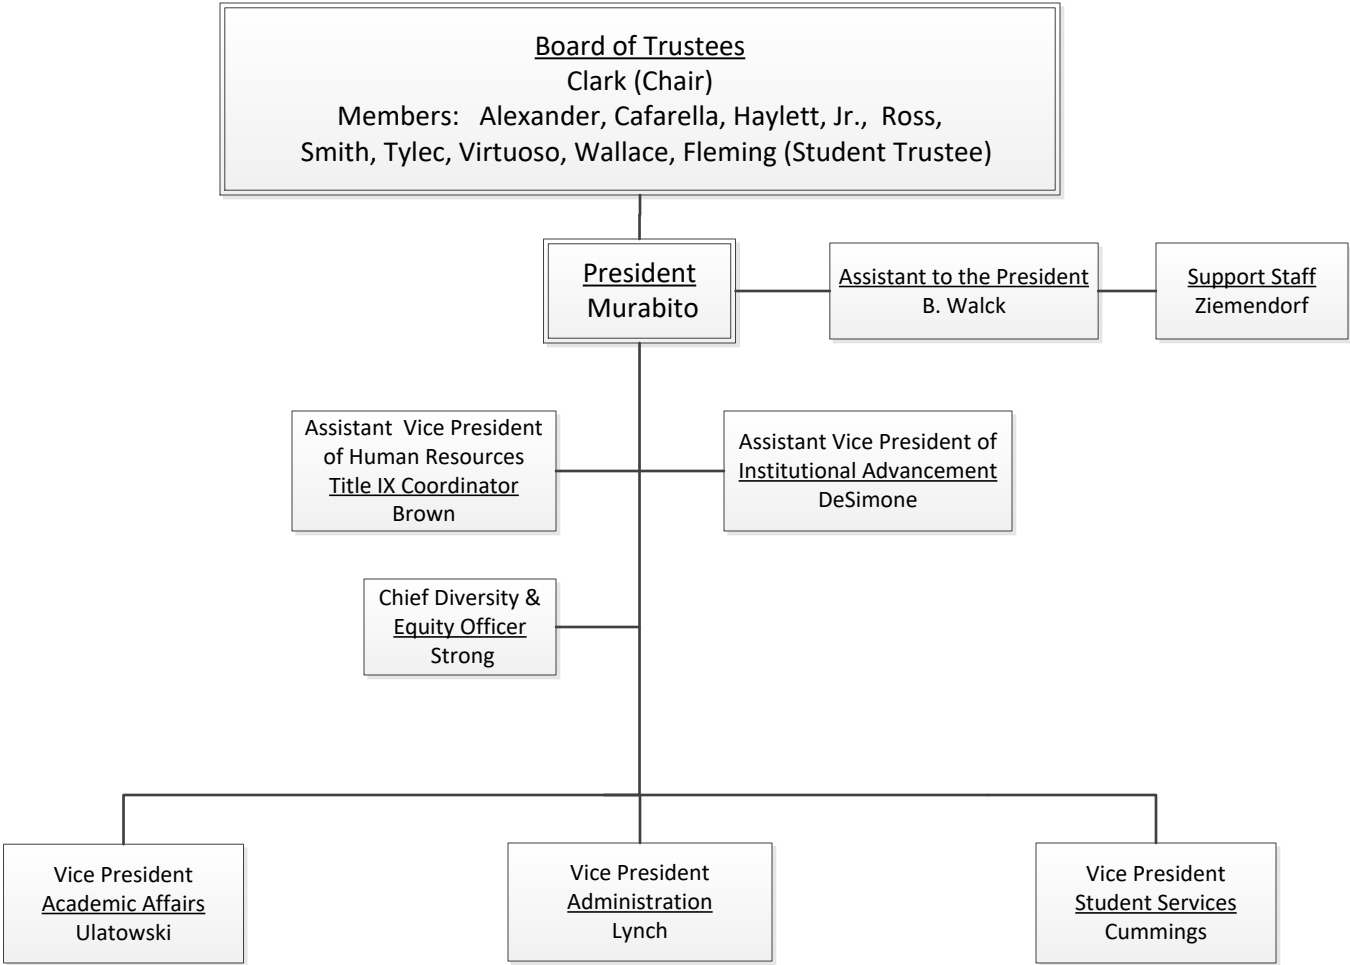 Board of Trustees
Clark (Chair)
Members:   Alexander, Cafarella, Haylett, Jr.,  Ross,
Smith, Tylec, Virtuoso, Wallace, Fleming (Student Trustee)
President
Murabito
Assistant to the President
B. Walck
Support Staff
Ziemendorf
Assistant  Vice President
of Human Resources
Title IX Coordinator
Brown
Assistant Vice President of
Institutional Advancement
DeSimone
Chief Diversity &
Equity Officer
Strong
Vice President
Academic Affairs
Ulatowski
Vice President
Administration
Lynch
Vice President
Student Services
Cummings